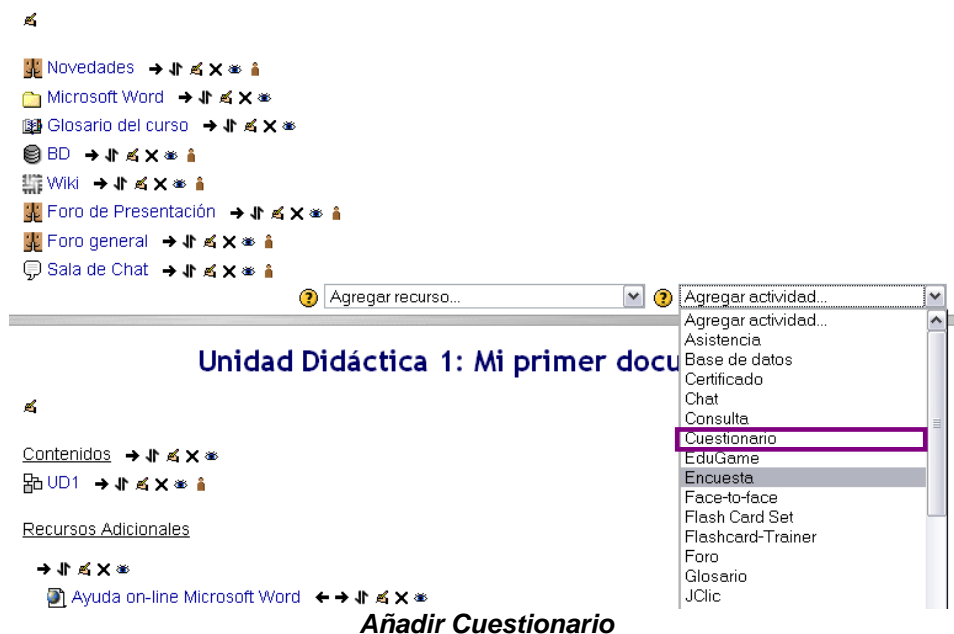 Novedades
Microsoft Word
Glosario del curso
BD
Wiki
Foro de Presentación
Foro general
Sala de Chat
Agregar recurso...
Agregar actividad...
Agregar actividad...
Asistencia
Base de datos
Certificado
Chat
Consulta
Cuestionario
EduGame
Encuesta
Face-to-face
Flash Card Set
Flashcard-Trainer
Foro
Glosario
JClic
Unidad Didáctica 1: Mi primer docu
Contenidos
UD1
Recursos Adicionales
Ayuda on-line Microsoft Word
Añadir Cuestionario